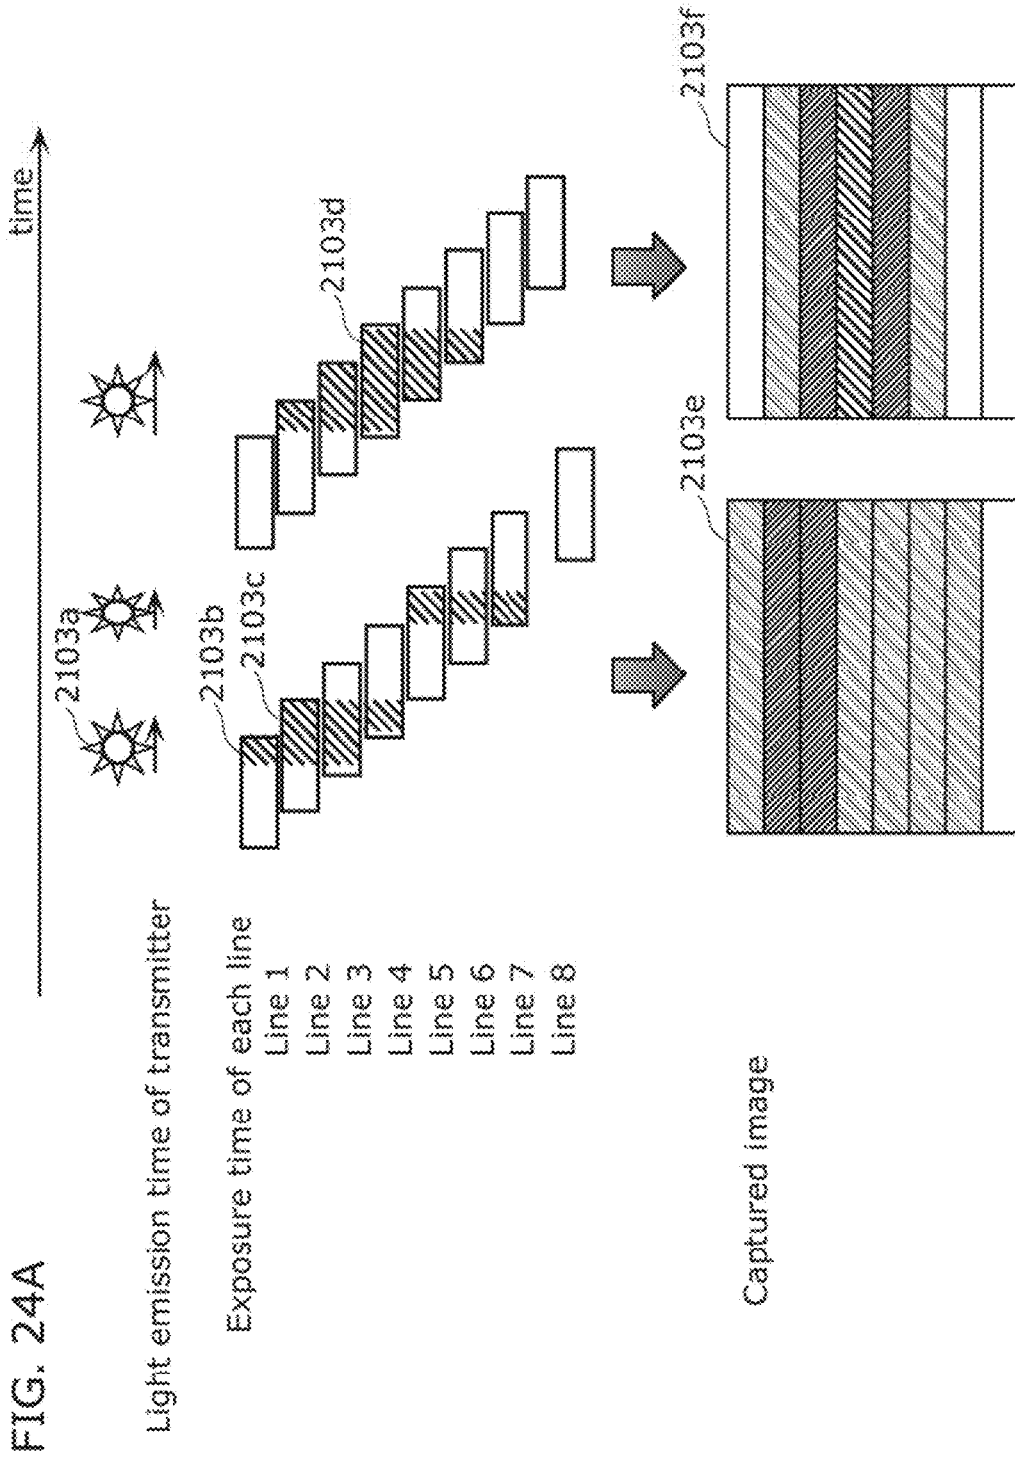 FIG. 24A
time
Light emission time of transmitter
2103a
Exposure time of each line
2103b
2103c
2103d
Line 1
Line 2
Line 3
Line 4
Line 5
Line 6
Line 7
Line 8
Captured image
2103e
2103f